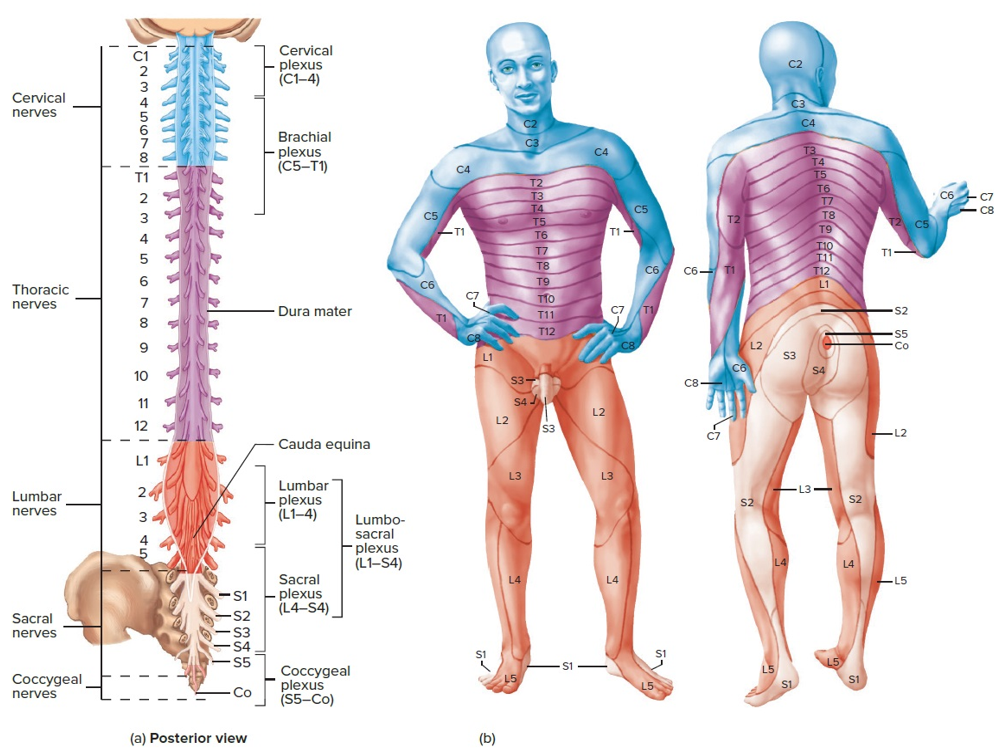 Cervical
nerves
Thoracic
nerves
Lumbar
nerves
Sacral
nerves
Coccygeal
nerves
C1
2
3
4
5
6
7
8
T1
2
3
4
5
6
7
8
9
10
11
12
L1
2
3
4
5
S1
S2
S3
S4
S5
Co
Cervical
plexus
(C1–4)
Brachial
plexus
(C5–T1)
Dura mater
Cauda equina
Lumbar
plexus
(L1–4)
Lumbo-
sacral
plexus
(L1–S4)
Sacral
plexus
(L4–S4)
Coccygeal
plexus
(S5–Co)
(a) Posterior view
C2
C3
C4
C4
T2
T3
T4
T5
T6
T7
T8
T9
T10
T11
T12
C5
C5
T1
T1
C6
C6
C7
C7
T1
T1
C8
C8
L1
S3
S4
S3
L2
L2
L3
L3
L4
L4
S1
S1
S1
L5
L5
(b)
C2
C3
C4
T3
T4
T5
T6
T7
T8
T9
T10
T11
T12
L1
C6
C7
C8
T2
T2
C5
T1
C6
T1
S2
S5
Co
L2
S3
S4
C6
C8
C7
L2
L3
S2
S2
L4
L4
L5
L5
L5
S1
S1